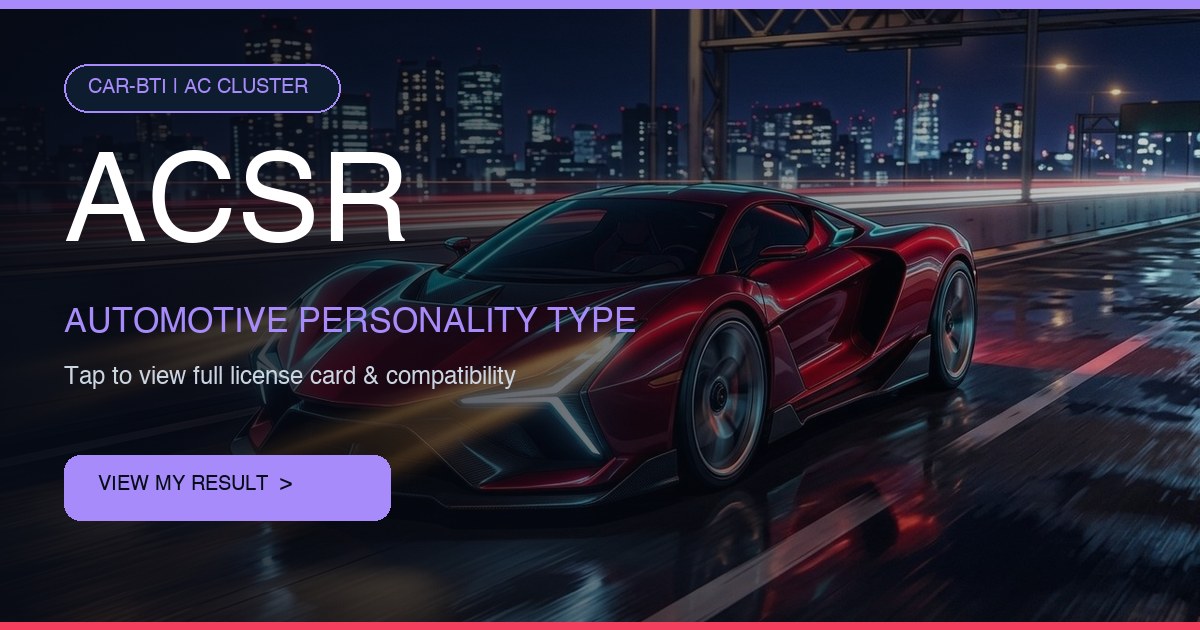 CAR-BTI | AC CLUSTER
ACSR
AUTOMOTIVE PERSONALITY TYPE
Tap to view full license card & compatibility
VIEW MY RESULT >